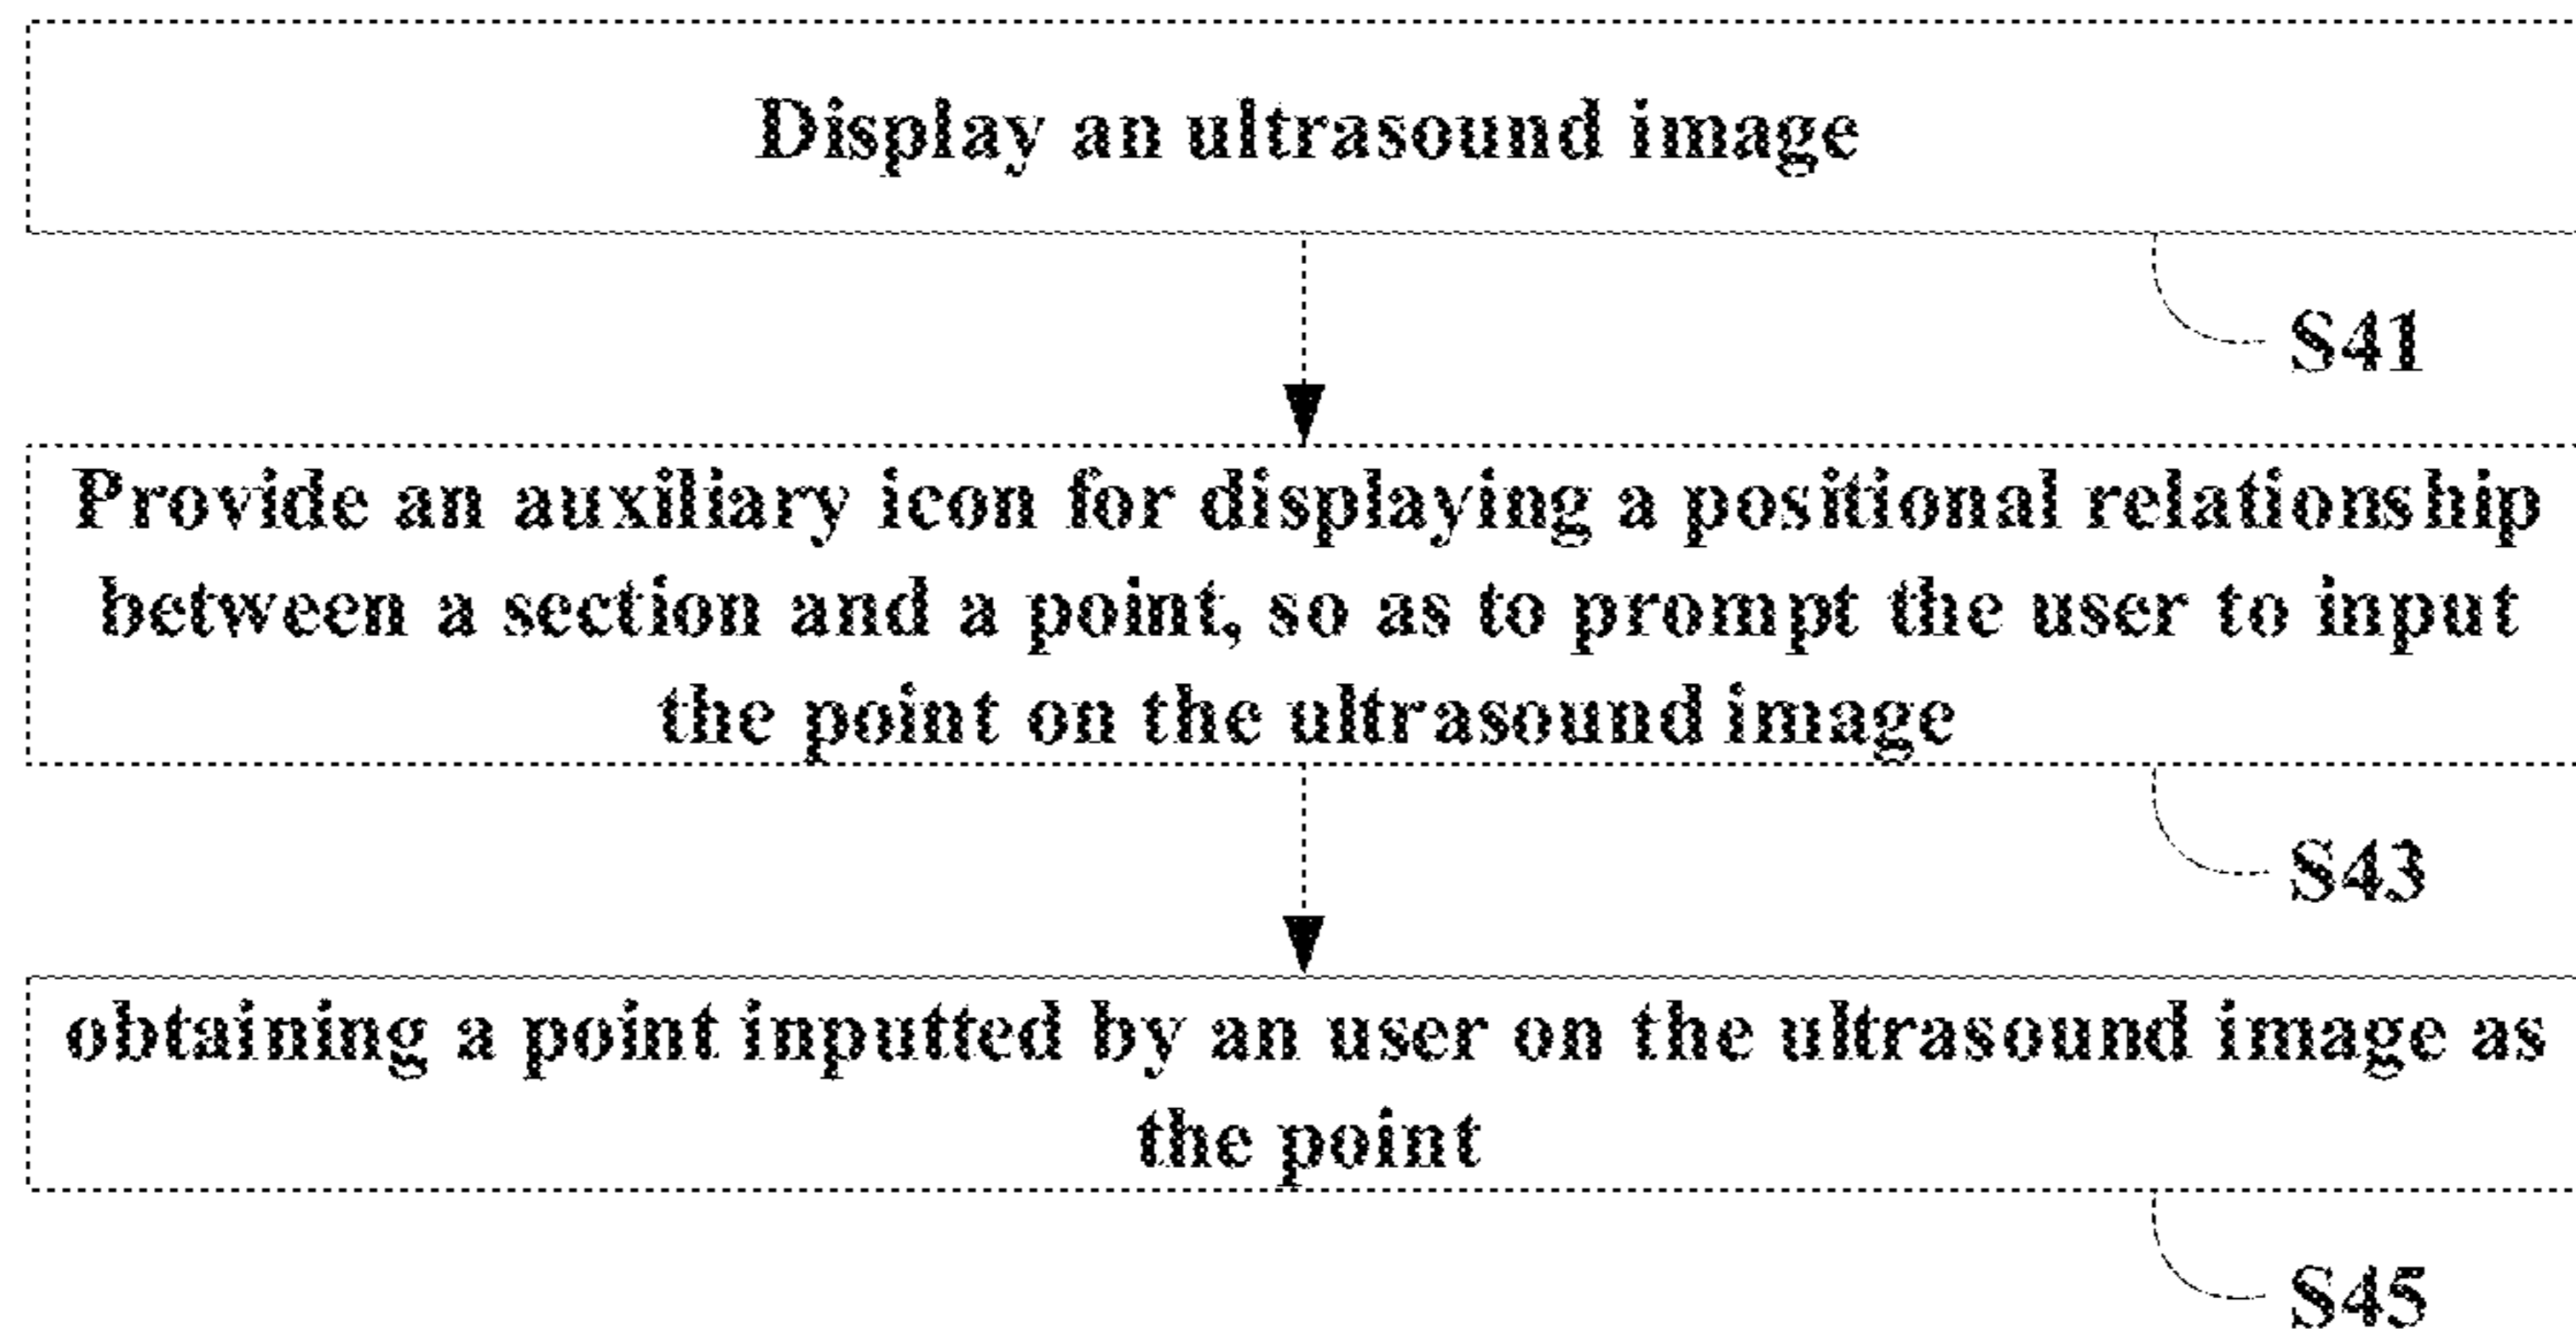 Display an ultrasound image
S41
Provide an auxiliary icon for displaying a positional relationship
between a section and a point, so as to prompt the user to input
the point on the ultrasound image
S43
obtaining a point inputted by an user on the ultrasound image as
the point
S45